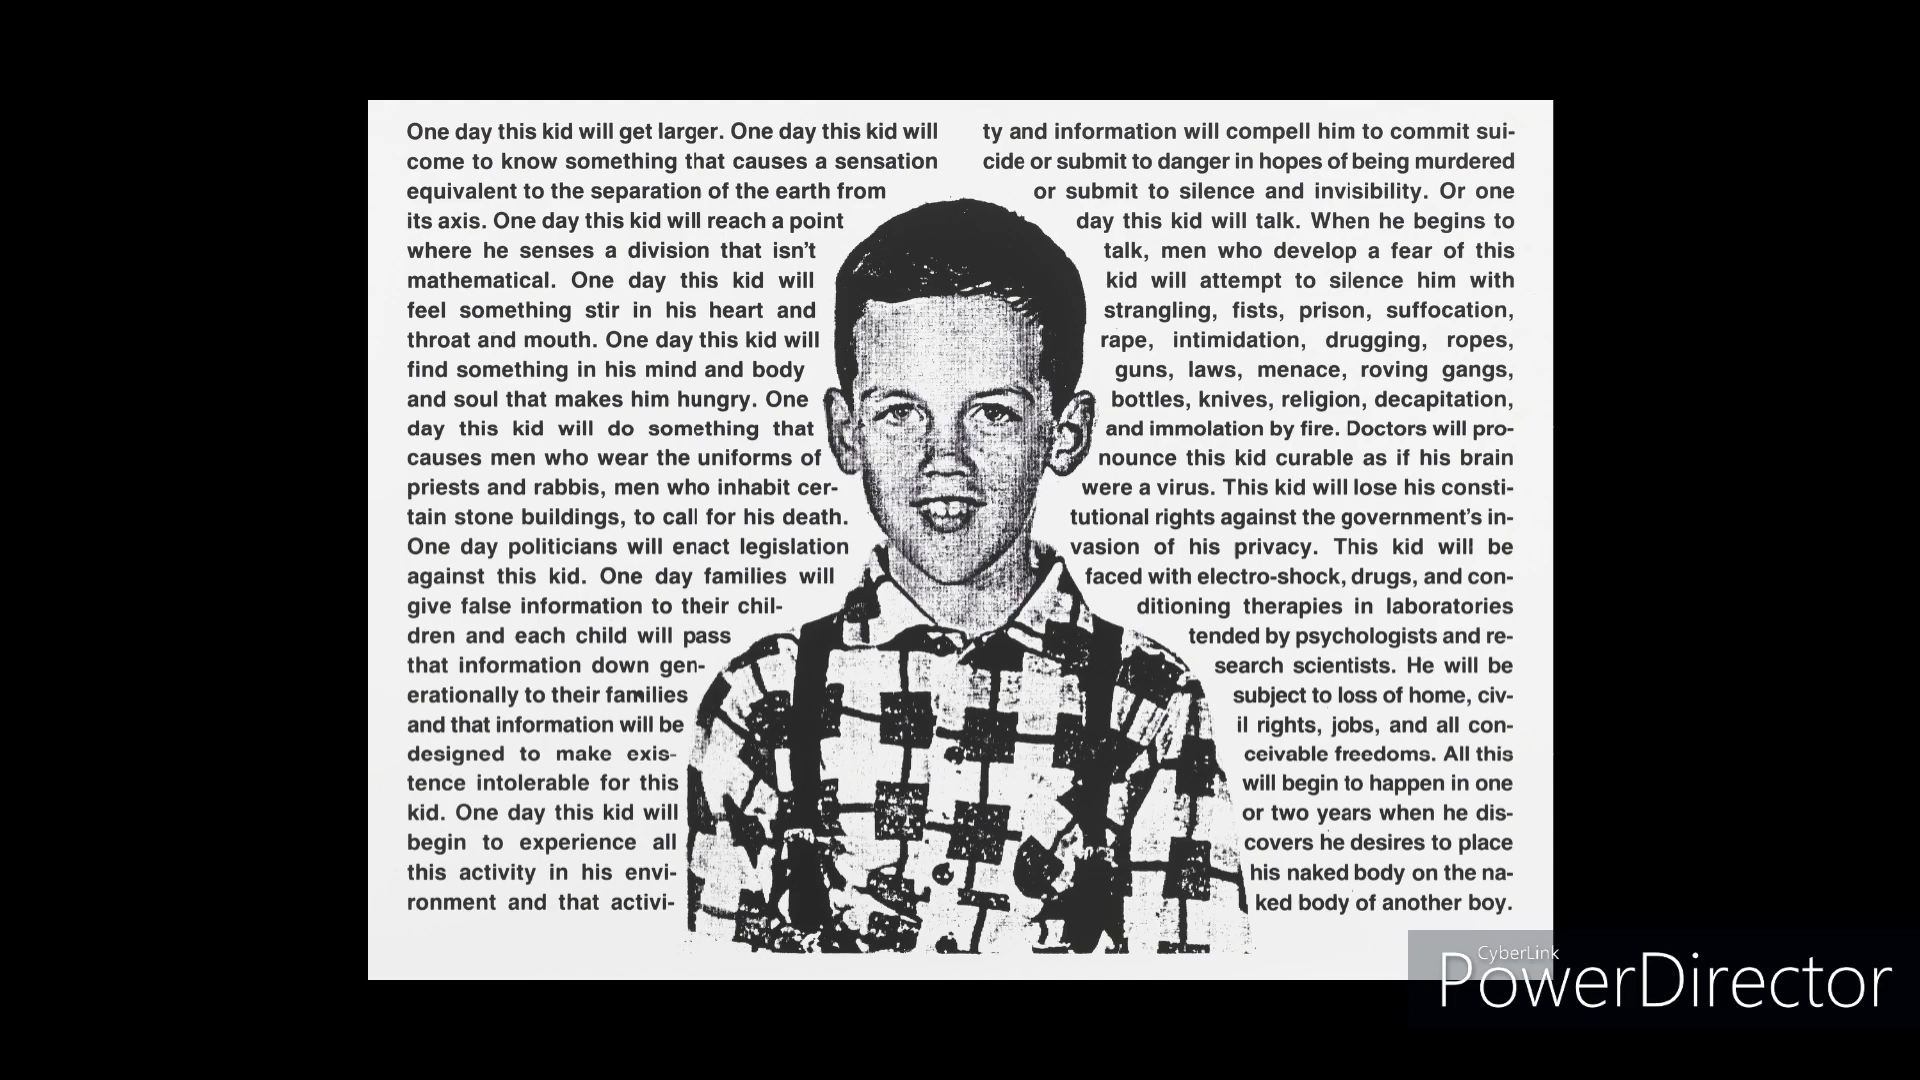 One day this kid will get larger. One day this kid will
come to know something that causes a sensation
equivalent to the separation of the earth from
its axis. One day this kid will reach a point
where he senses a division that isn't
mathematical. One day this kid will
feel something stir in his heart and
throat and mouth. One day this kid will
find something in his mind and body
and soul that makes him hungry. One
day this kid will do something that
causes men who wear the uniforms of
priests and rabbis, men who inhabit cer-
tain stone buildings, to call for his death.
One day politicians will enact legislation
against this kid. One day families will
give false information to their chil-
dren and each child will pass
that information down gen-
erationally to their families
and that information will be
designed to make exis-
tence intolerable for this
kid. One day this kid will
begin to experience all
this activity in his envi-
ronment and that activi-
ty and information will compell him to commit sui-
cide or submit to danger in hopes of being murdered
or submit to silence and invisibility. Or one
day this kid will talk. When he begins to
talk, men who develop a fear of this
kid will attempt to silence him with
strangling, fists, prison, suffocation,
rape, intimidation, drugging, ropes,
guns, laws, menace, roving gangs,
bottles, knives, religion, decapitation,
and immolation by fire. Doctors will pro-
nounce this kid curable as if his brain
were a virus. This kid will lose his consti-
tutional rights against the government's in-
vasion of his privacy. This kid will be
faced with electro-shock, drugs, and con-
ditioning therapies in laboratories
tended by psychologists and re-
search scientists. He will be
subject to loss of home, civ-
il rights, jobs, and all con-
ceivable freedoms. All this
will begin to happen in one
or two years when he dis-
covers he desires to place
his naked body on the na-
ked body of another boy.
CyberLink
PowerDirector